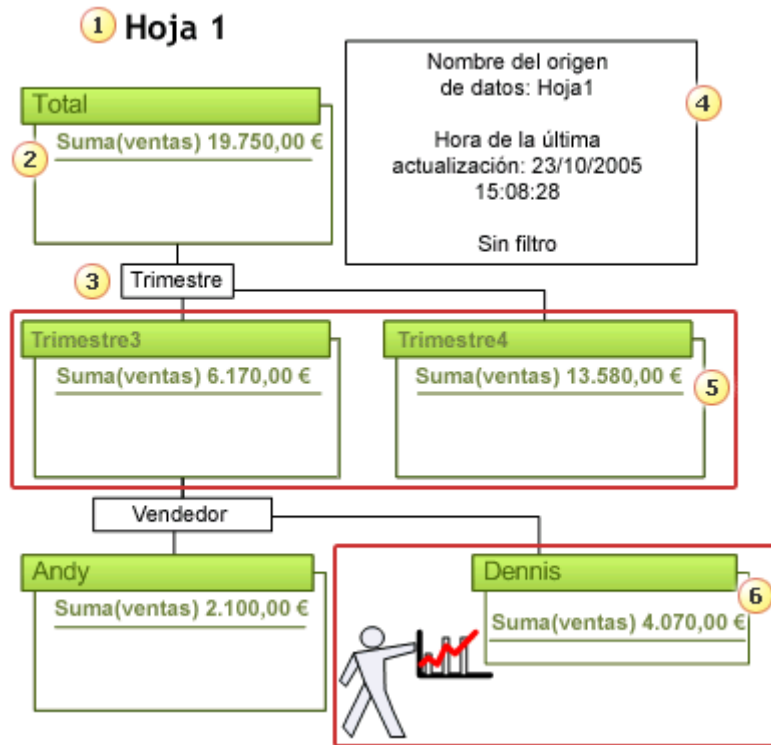 1 Hoja 1
Nombre del origen
de datos: Hoja1
4
Hora de la última
actualización: 23/10/2005
15:08:28
Sin filtro
Total
2
Suma(ventas) 19.750,00 €
3
Trimestre
Trimestre3
Suma(ventas) 6.170,00 €
Trimestre4
Suma(ventas) 13.580,00 €
5
Vendedor
Andy
Suma(ventas) 2.100,00 €
Dennis
6
Suma(ventas) 4.070,00 €